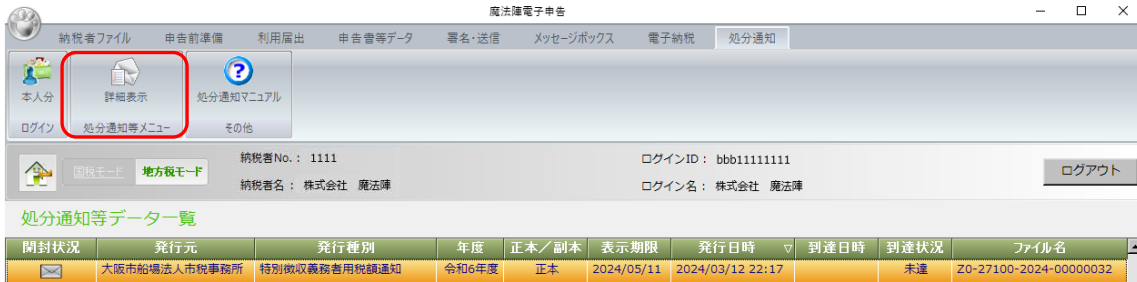 魔法陣電子申告
納税者ファイル 申告前準備 利用届出 申告書等データ 署名・送信 メッセージボックス 電子納税 処分通知
本人分 詳細表示 処分通知マニュアル
ログイン 処分通知等メニュー その他
国税モード 地方税モード 納税者No.： 1111 ログインID： bbb11111111 ログアウト
納税者名： 株式会社 魔法陣 ログイン名： 株式会社 魔法陣
処分通知等データ一覧
開封状況 発行元 発行種別 年度 正本／副本 表示期限 発行日時 ▽ 到達日時 到達状況 ファイル名
大阪市船場法人市税事務所 特別徴収義務者用税額通知 令和6年度 正本 2024/05/11 2024/03/12 22:17 未達 Z0-27100-2024-00000032